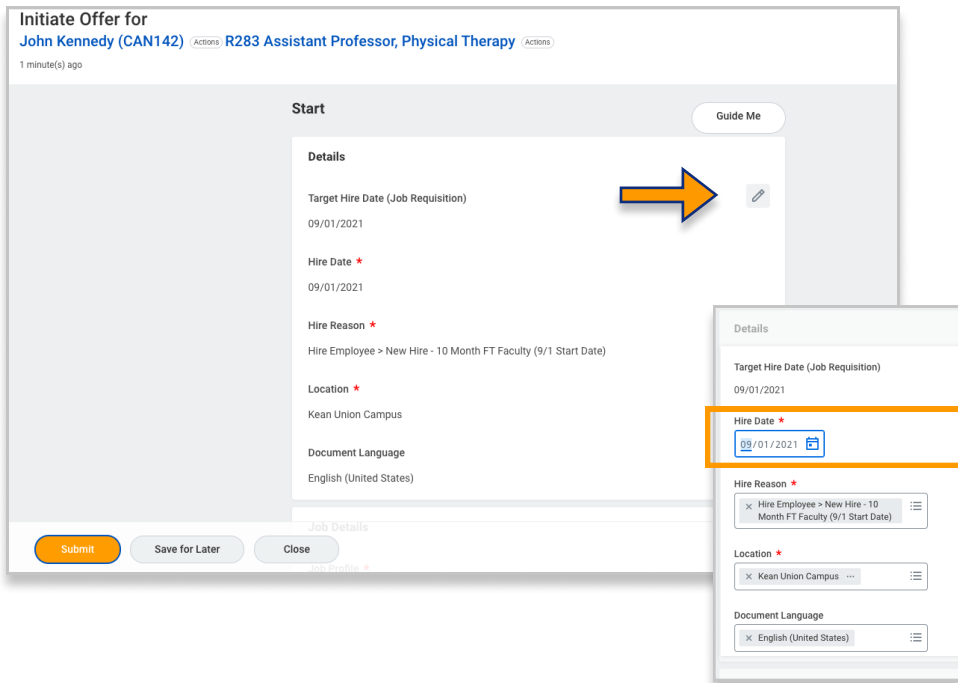 Initiate Offer for
John Kennedy (CAN142) Actions R283 Assistant Professor, Physical Therapy Actions
1 minute(s) ago
Start
Guide Me
Details
Target Hire Date (Job Requisition)
09/01/2021
Hire Date *
09/01/2021
Hire Reason *
Hire Employee > New Hire - 10 Month FT Faculty (9/1 Start Date)
Location *
Kean Union Campus
Document Language
English (United States)
Job Details
Job Profile *
Submit Save for Later Close
Details
Target Hire Date (Job Requisition)
09/01/2021
Hire Date *
09/01/2021
Hire Reason *
× Hire Employee > New Hire - 10
Month FT Faculty (9/1 Start Date)
Location *
× Kean Union Campus ...
Document Language
× English (United States)